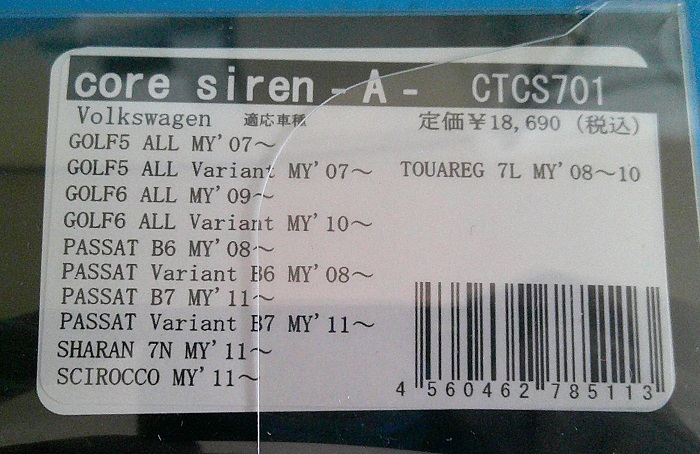 core siren - A - CTCS701
Volkswagen 適応車種 定価¥18,690 (税込)
GOLF5 ALL MY'07～
GOLF5 ALL Variant MY'07～ TOUAREG 7L MY'08～10
GOLF6 ALL MY'09～
GOLF6 ALL Variant MY'10～
PASSAT B6 MY'08～
PASSAT Variant B6 MY'08～
PASSAT B7 MY'11～
PASSAT Variant B7 MY'11～
SHARAN 7N MY'11～
SCIROCCO MY'11～
4 560462 785113